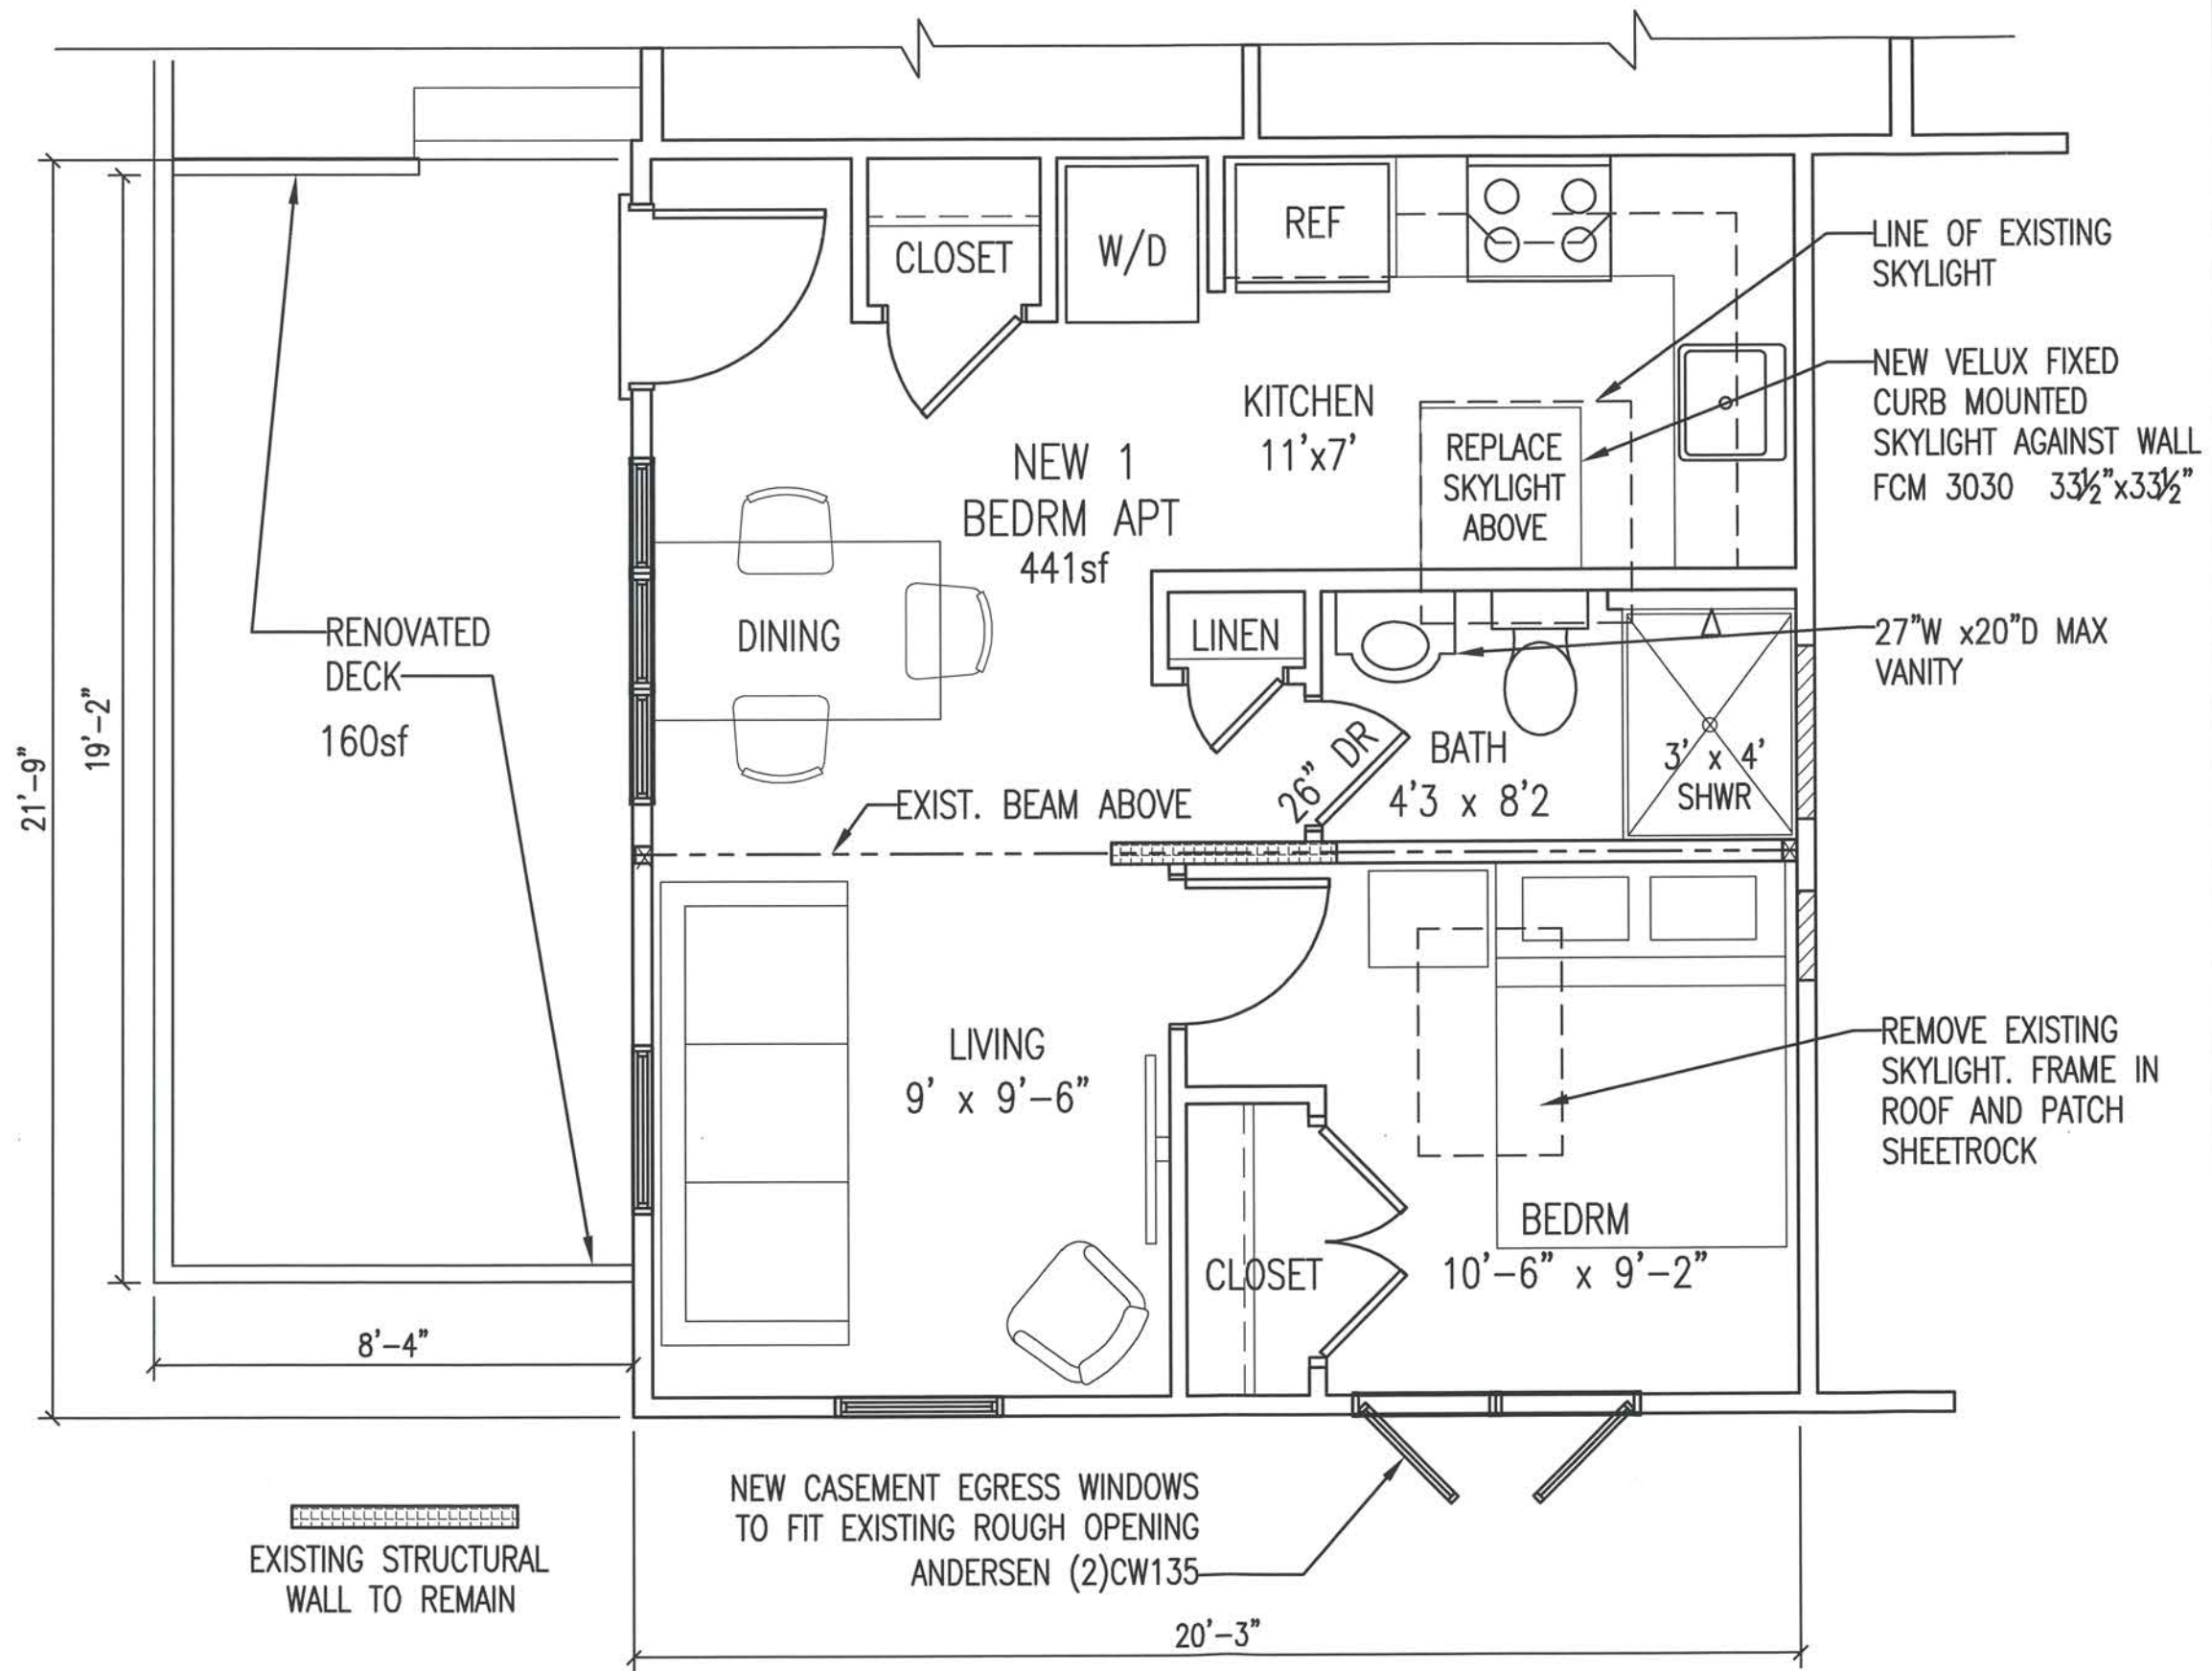 CLOSET
W/D
REF
LINE OF EXISTING
SKYLIGHT
NEW VELUX FIXED
CURB MOUNTED
SKYLIGHT AGAINST WALL
FCM 3030 33½"x33½"
KITCHEN
11'x7'
REPLACE
SKYLIGHT
ABOVE
NEW 1
BEDRM APT
441sf
RENOVATED
DECK
160sf
DINING
LINEN
27"W x20"D MAX
VANITY
19'-2"
21'-9"
26" DR
BATH
4'3 x 8'2
3' x 4'
SHWR
EXIST. BEAM ABOVE
LIVING
9' x 9'-6"
REMOVE EXISTING
SKYLIGHT. FRAME IN
ROOF AND PATCH
SHEETROCK
BEDRM
10'-6" x 9'-2"
CLOSET
8'-4"
NEW CASEMENT EGRESS WINDOWS
TO FIT EXISTING ROUGH OPENING
ANDERSEN (2)CW135
EXISTING STRUCTURAL
WALL TO REMAIN
20'-3"